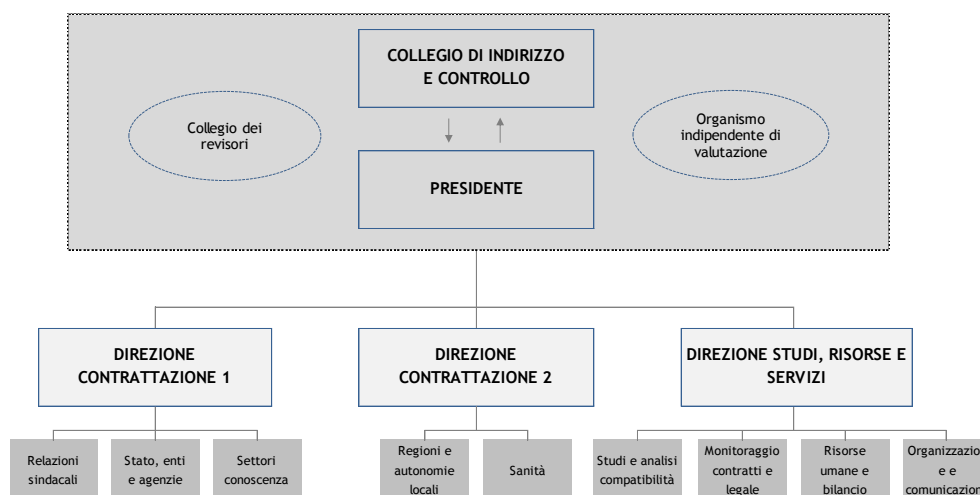 COLLEGIO DI INDIRIZZO
E CONTROLLO
Collegio dei
revisori
Organismo
indipendente di
valutazione
PRESIDENTE
DIREZIONE
CONTRATTAZIONE 1
DIREZIONE
CONTRATTAZIONE 2
DIREZIONE STUDI, RISORSE E
SERVIZI
Relazioni
sindacali
Stato, enti
e agenzie
Settori
conoscenza
Regioni e
autonomie
locali
Sanità
Studi e analisi
compatibilità
Monitoraggio
contratti e
legale
Risorse
umane e
bilancio
Organizzazio
e e
comunicazion